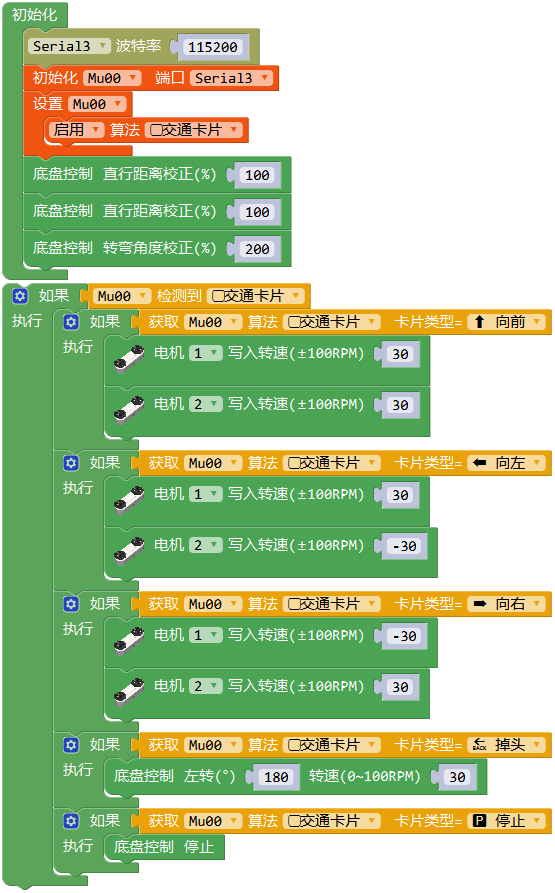 初始化
Serial3 波特率 115200
初始化 Mu00 端口 Serial3
设置 Mu00
启用 算法 交通卡片
底盘控制 直行距离校正(%) 100
底盘控制 直行距离校正(%) 100
底盘控制 转弯角度校正(%) 200
如果 Mu00 检测到 交通卡片
执行 如果 获取 Mu00 算法 交通卡片 卡片类型= 向前
执行 电机 1 写入转速(±100RPM) 30
电机 2 写入转速(±100RPM) 30
如果 获取 Mu00 算法 交通卡片 卡片类型= 向左
执行 电机 1 写入转速(±100RPM) 30
电机 2 写入转速(±100RPM) -30
如果 获取 Mu00 算法 交通卡片 卡片类型= 向右
执行 电机 1 写入转速(±100RPM) -30
电机 2 写入转速(±100RPM) 30
如果 获取 Mu00 算法 交通卡片 卡片类型= BACK 掉头
执行 底盘控制 左转(°) 180 转速(0~100RPM) 30
如果 获取 Mu00 算法 交通卡片 卡片类型= P 停止
执行 底盘控制 停止